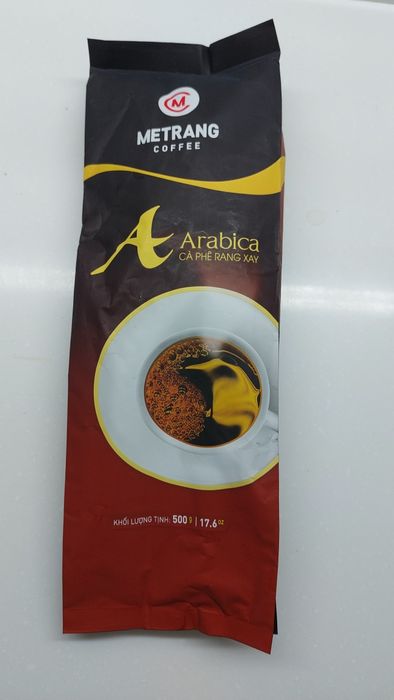 M
METRANG
COFFEE
A Arabica
CÀ PHÊ RANG XAY
KHỐI LƯỢNG TỊNH: 500 g | 17.6 oz